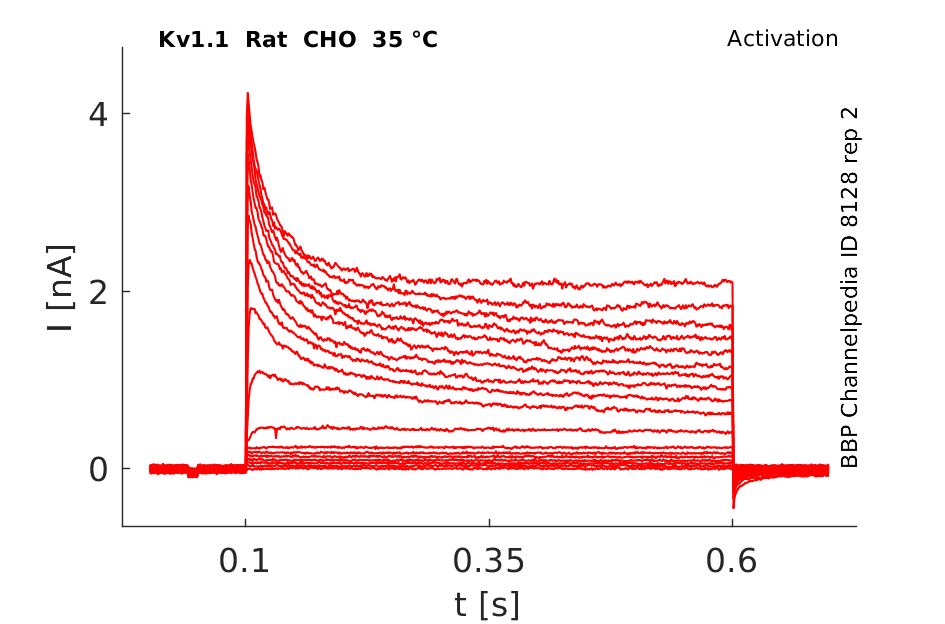 Kv1.1 Rat CHO 35 °C
Activation
BBP Channelpedia ID 8128 rep 2
I [nA]
4
2
0
0.1 0.35 0.6
t [s]